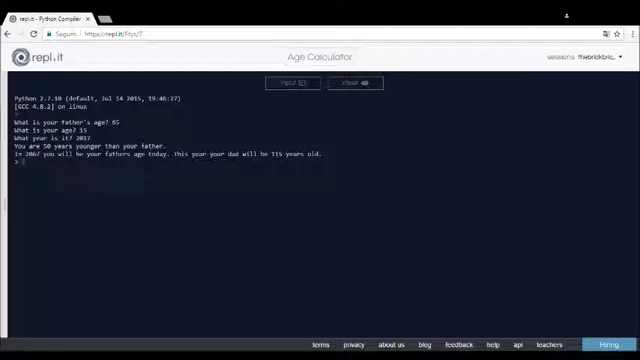 repl.it - Python Compiler
Seguro https://repl.it/Ftyr/7
repl.it
Age Calculator
sessions thebrickbric...
input
clear
Python 2.7.10 (default, Jul 14 2015, 19:46:27)
[GCC 4.8.2] on linux
What is your father's age? 65
What is your age? 15
What year is it? 2017
You are 50 years younger than your father.
In 2067 you will be your fathers age today. This year your dad will be 115 years old.
>
terms privacy about us blog feedback help api teachers Hiring